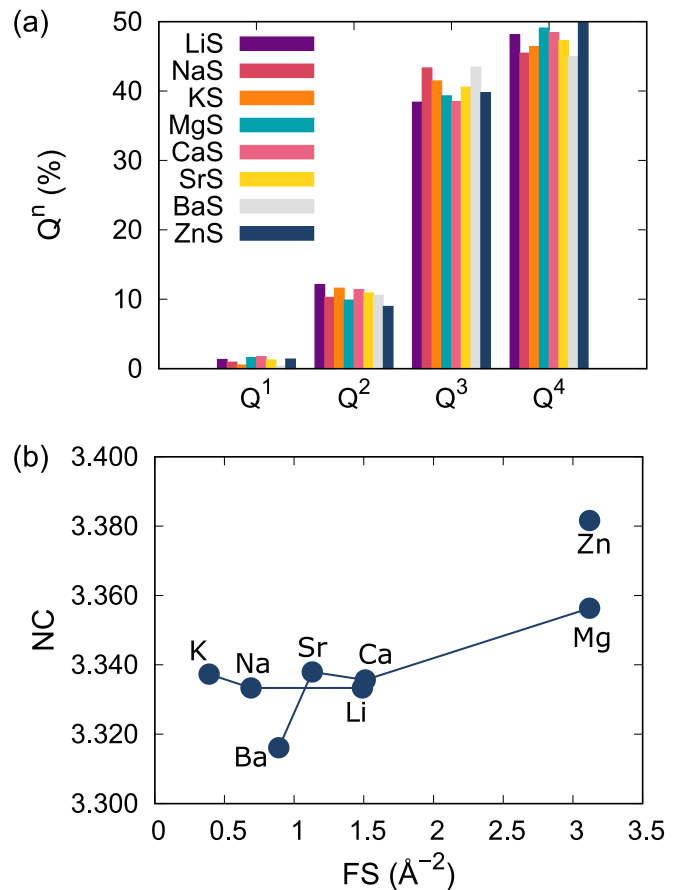 (a)
50
40
30
20
10
0
Qⁿ (%)
LiS
NaS
KS
MgS
CaS
SrS
BaS
ZnS
Q¹ Q² Q³ Q⁴
(b)
3.400
3.380
3.360
3.340
3.320
3.300
NC
K
Na
Ba
Sr
Ca
Li
Zn
Mg
0 0.5 1 1.5 2 2.5 3 3.5
FS (Å⁻²)